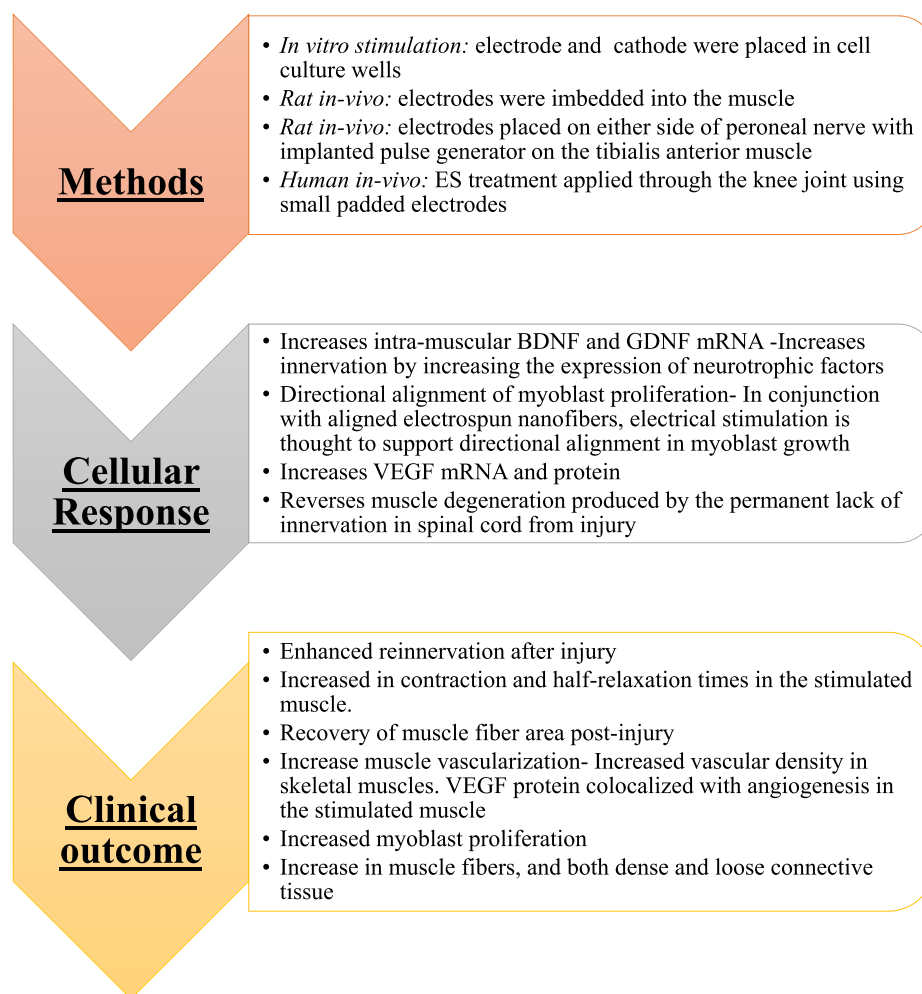 Methods
• In vitro stimulation: electrode and cathode were placed in cell
culture wells
• Rat in-vivo: electrodes were imbedded into the muscle
• Rat in-vivo: electrodes placed on either side of peroneal nerve with
implanted pulse generator on the tibialis anterior muscle
• Human in-vivo: ES treatment applied through the knee joint using
small padded electrodes
Cellular
Response
• Increases intra-muscular BDNF and GDNF mRNA -Increases
innervation by increasing the expression of neurotrophic factors
• Directional alignment of myoblast proliferation- In conjunction
with aligned electrospun nanofibers, electrical stimulation is
thought to support directional alignment in myoblast growth
• Increases VEGF mRNA and protein
• Reverses muscle degeneration produced by the permanent lack of
innervation in spinal cord from injury
Clinical
outcome
• Enhanced reinnervation after injury
• Increased in contraction and half-relaxation times in the stimulated
muscle.
• Recovery of muscle fiber area post-injury
• Increase muscle vascularization- Increased vascular density in
skeletal muscles. VEGF protein colocalized with angiogenesis in
the stimulated muscle
• Increased myoblast proliferation
• Increase in muscle fibers, and both dense and loose connective
tissue